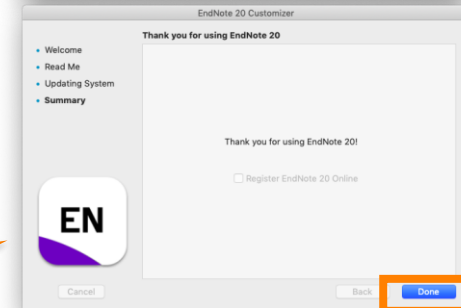 EndNote 20 Customizer
Thank you for using EndNote 20
Welcome
Read Me
Updating System
Summary
Thank you for using EndNote 20!
Register EndNote 20 Online
EN
Cancel
Back
Done